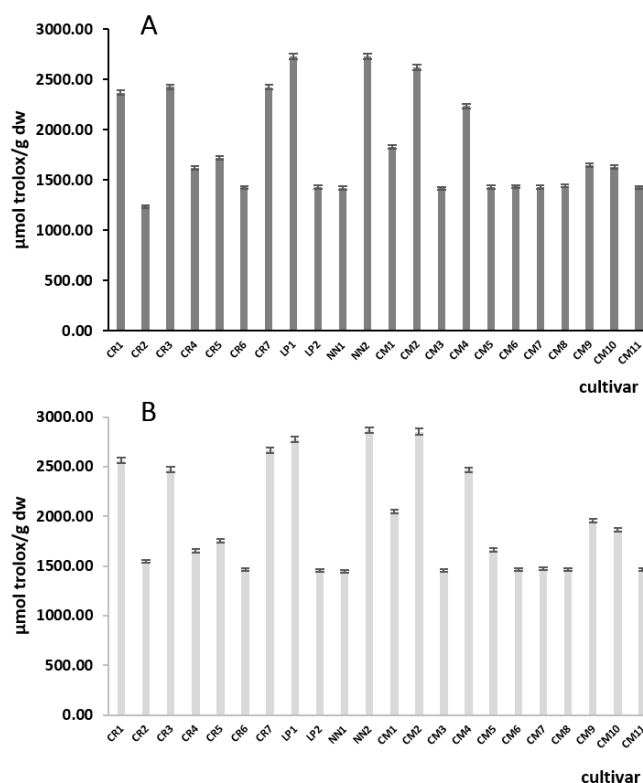 A
3000.00
2500.00
2000.00
1500.00
1000.00
500.00
0.00
µmol trolox/g dw
CR1 CR2 CR3 CR4 CR5 CR6 CR7 LP1 LP2 NN1 NN2 CM1 CM2 CM3 CM4 CM5 CM6 CM7 CM8 CM9 CM10 CM11
cultivar
B
3000.00
2500.00
2000.00
1500.00
1000.00
500.00
0.00
µmol trolox/g dw
CR1 CR2 CR3 CR4 CR5 CR6 CR7 LP1 LP2 NN1 NN2 CM1 CM2 CM3 CM4 CM5 CM6 CM7 CM8 CM9 CM10 CM11
cultivar